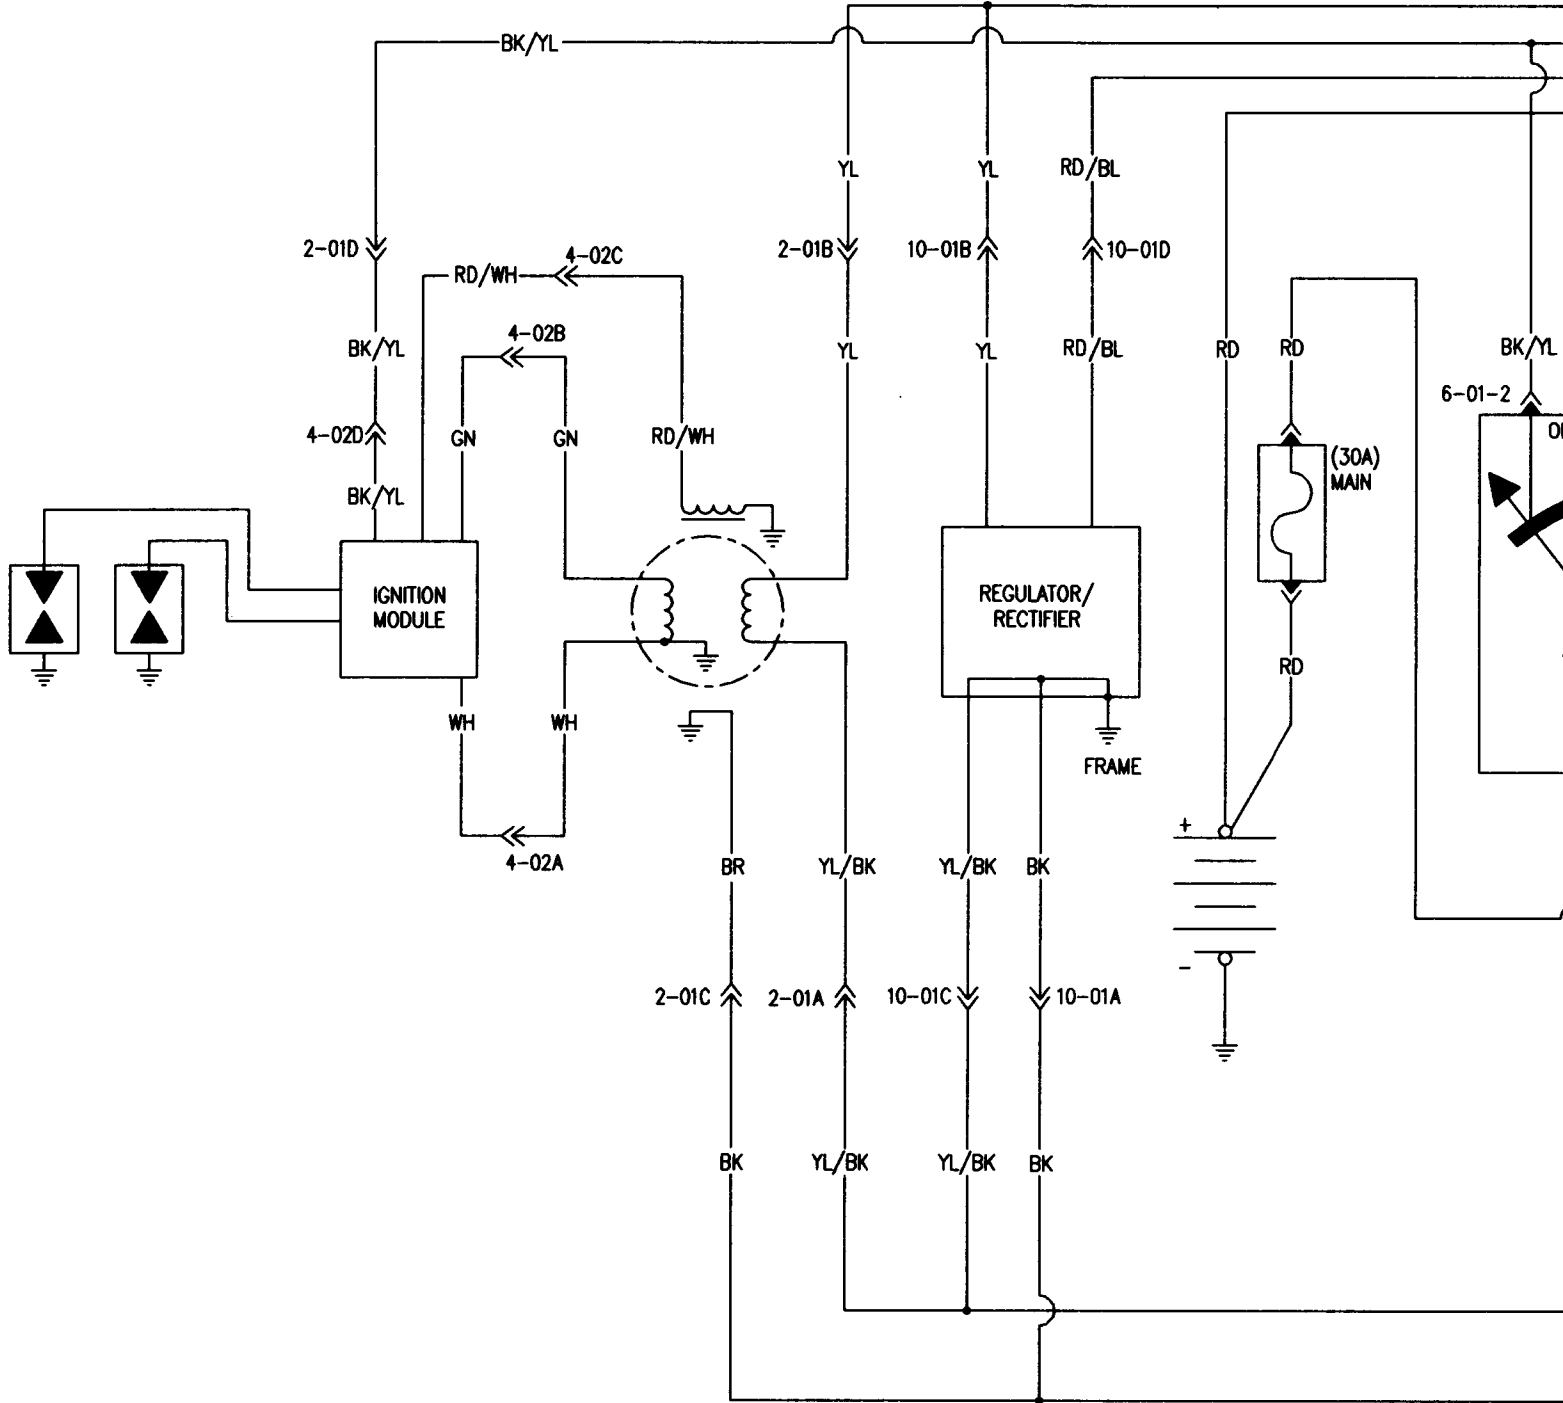 BK/YL
YL
YL
RD/BL
2-01D
4-02C
2-01B
10-01B
10-01D
RD/WH
4-02B
BK/YL
YL
YL
RD/BL
RD
RD
BK/YL
6-01-2
4-02D
GN
GN
RD/WH
(30A)
MAIN
BK/YL
IGNITION
MODULE
REGULATOR/
RECTIFIER
RD
WH
WH
FRAME
+
4-02A
BR
YL/BK
YL/BK
BK
-
2-01C
2-01A
10-01C
10-01A
BK
YL/BK
YL/BK
BK